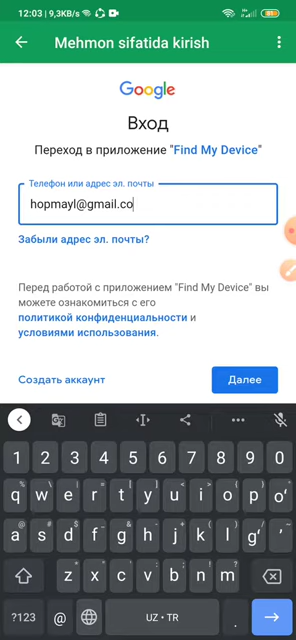 12:03 | 9,3KB/s
Mehmon sifatida kirish
Google
Вход
Переход в приложение "Find My Device"
Телефон или адрес эл. почты
hopmayl@gmail.co
Забыли адрес эл. почты?
Перед работой с приложением "Find My Device" вы
можете ознакомиться с его
политикой конфиденциальности и
условиями использования.
Создать аккаунт
Далее
1 2 3 4 5 6 7 8 9 0
q w e r t y u i o p oʻ
a s d f g h j k l gʻ ʼ
z x c v b n m
?123 @ UZ • TR .